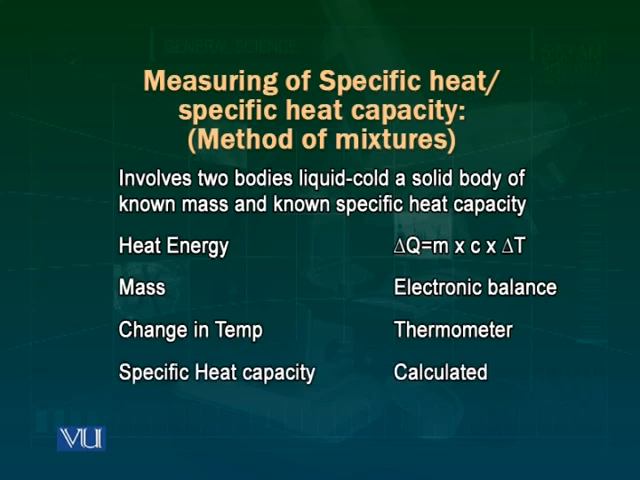 GENERAL SCIENCE
Measuring of Specific heat/
specific heat capacity:
(Method of mixtures)
Involves two bodies liquid-cold a solid body of
known mass and known specific heat capacity
Heat Energy ∆Q=m x c x ∆T
Mass Electronic balance
Change in Temp Thermometer
Specific Heat capacity Calculated
VU